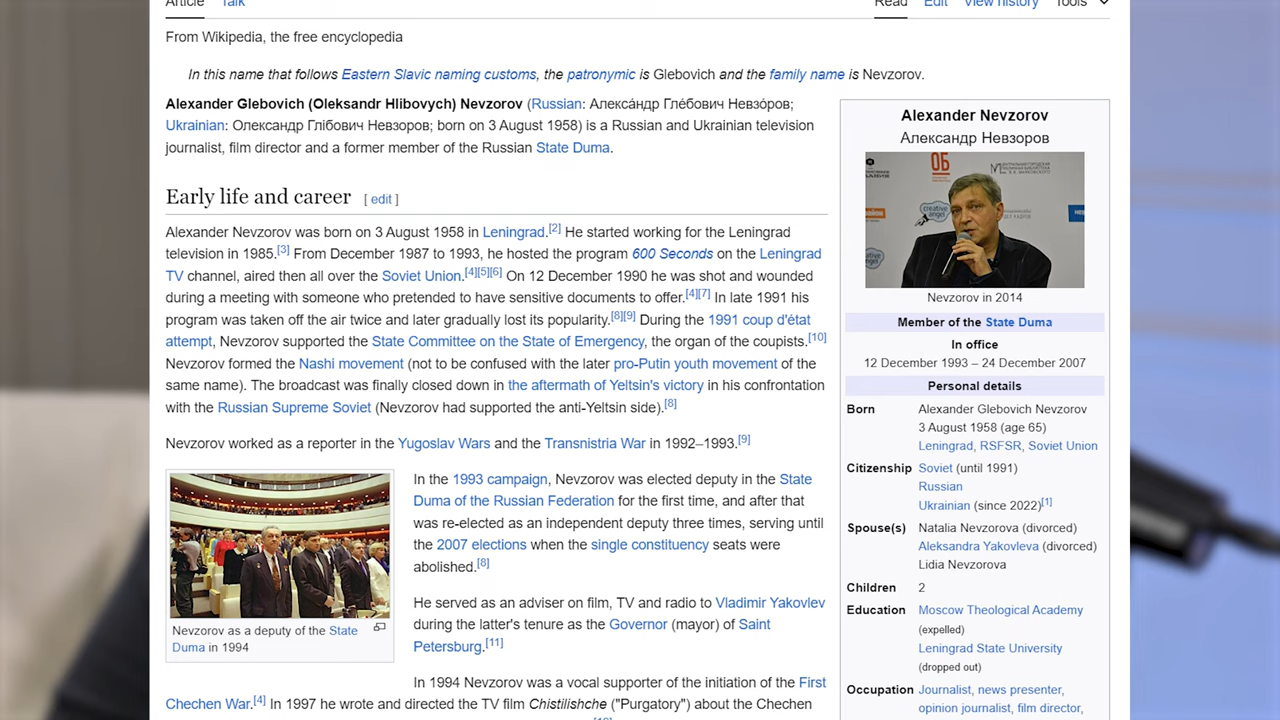 Article Talk Read Edit View history Tools
From Wikipedia, the free encyclopedia
In this name that follows Eastern Slavic naming customs, the patronymic is Glebovich and the family name is Nevzorov.
Alexander Glebovich (Oleksandr Hlibovych) Nevzorov (Russian: Алекса́ндр Гле́бович Невзо́ров;
Ukrainian: Олександр Глібович Невзоров; born on 3 August 1958) is a Russian and Ukrainian television
journalist, film director and a former member of the Russian State Duma.
Early life and career [ edit ]
Alexander Nevzorov was born on 3 August 1958 in Leningrad.[2] He started working for the Leningrad
television in 1985.[3] From December 1987 to 1993, he hosted the program 600 Seconds on the Leningrad
TV channel, aired then all over the Soviet Union.[4][5][6] On 12 December 1990 he was shot and wounded
during a meeting with someone who pretended to have sensitive documents to offer.[4][7] In late 1991 his
program was taken off the air twice and later gradually lost its popularity.[8][9] During the 1991 coup d'état
attempt, Nevzorov supported the State Committee on the State of Emergency, the organ of the coupists.[10]
Nevzorov formed the Nashi movement (not to be confused with the later pro-Putin youth movement of the
same name). The broadcast was finally closed down in the aftermath of Yeltsin's victory in his confrontation
with the Russian Supreme Soviet (Nevzorov had supported the anti-Yeltsin side).[8]
Nevzorov worked as a reporter in the Yugoslav Wars and the Transnistria War in 1992–1993.[9]
Nevzorov as a deputy of the State
Duma in 1994
In the 1993 campaign, Nevzorov was elected deputy in the State
Duma of the Russian Federation for the first time, and after that
was re-elected as an independent deputy three times, serving until
the 2007 elections when the single constituency seats were
abolished.[8]
He served as an adviser on film, TV and radio to Vladimir Yakovlev
during the latter's tenure as the Governor (mayor) of Saint
Petersburg.[11]
In 1994 Nevzorov was a vocal supporter of the initiation of the First
Chechen War.[4] In 1997 he wrote and directed the TV film Chistilishche ("Purgatory") about the Chechen
Alexander Nevzorov
Александр Невзоров
ОБ
creative angel
Nevzorov in 2014
Member of the State Duma
In office
12 December 1993 – 24 December 2007
Personal details
Born Alexander Glebovich Nevzorov
3 August 1958 (age 65)
Leningrad, RSFSR, Soviet Union
Citizenship Soviet (until 1991)
Russian
Ukrainian (since 2022)[1]
Spouse(s) Natalia Nevzorova (divorced)
Aleksandra Yakovleva (divorced)
Lidia Nevzorova
Children 2
Education Moscow Theological Academy
(expelled)
Leningrad State University
(dropped out)
Occupation Journalist, news presenter,
opinion journalist, film director,